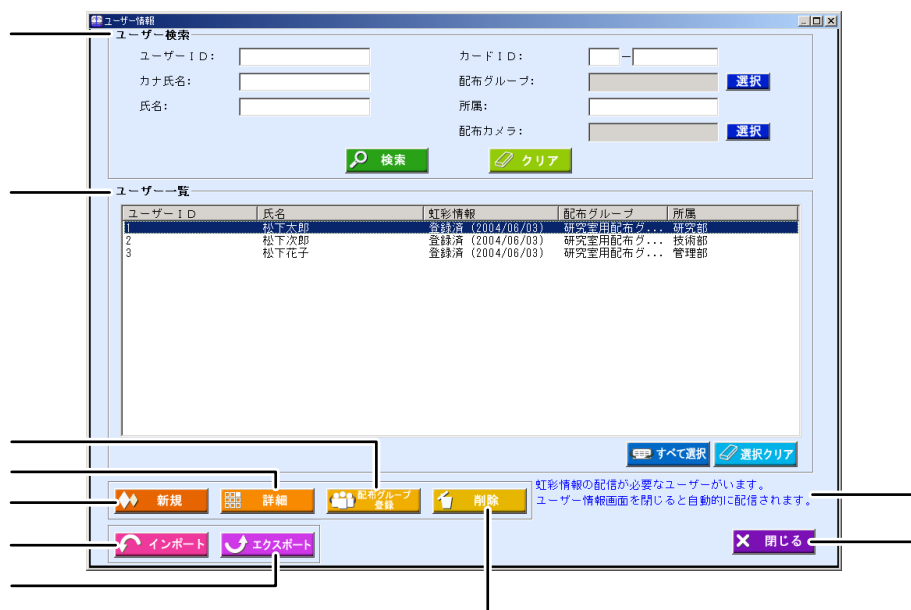 ユーザー情報
ユーザー検索
ユーザーID:
カードID:
－
カナ氏名:
配布グループ:
選択
氏名:
所属:
配布カメラ:
選択
検索
クリア
ユーザー一覧
ユーザーID 氏名 虹彩情報 配布グループ 所属
1 松下太郎 登録済 (2004/06/03) 研究室用配布グ... 研究部
2 松下次郎 登録済 (2004/06/03) 研究室用配布グ... 技術部
3 松下花子 登録済 (2004/06/03) 研究室用配布グ... 管理部
すべて選択
選択クリア
新規
詳細
配布グループ
登録
削除
虹彩情報の配信が必要なユーザーがいます。
ユーザー情報画面を閉じると自動的に配信されます。
インポート
エクスポート
閉じる